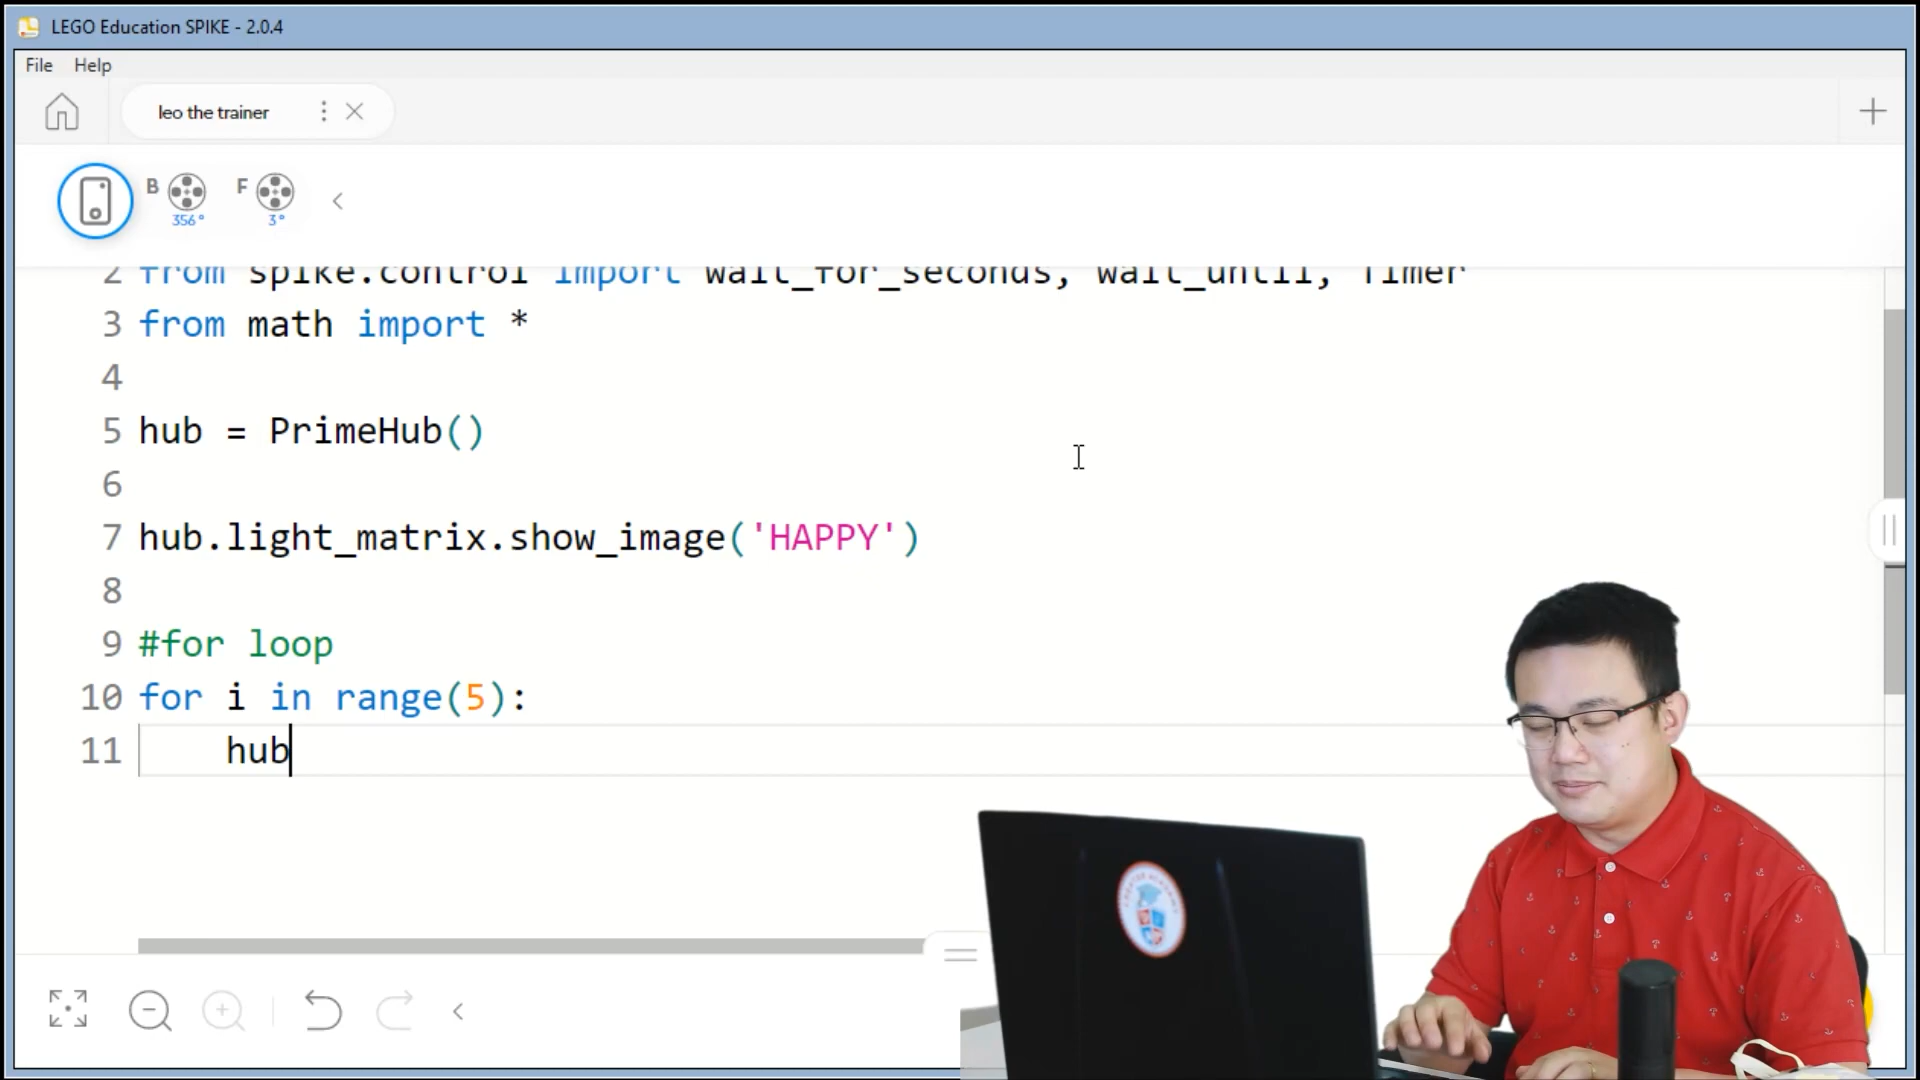 LEGO Education SPIKE - 2.0.4
File Help
leo the trainer
B F
356° 3°
2 from spike.control import wait_for_seconds, wait_until, Timer
3 from math import *
4
5 hub = PrimeHub()
6
7 hub.light_matrix.show_image('HAPPY')
8
9 #for loop
10 for i in range(5):
11 hub